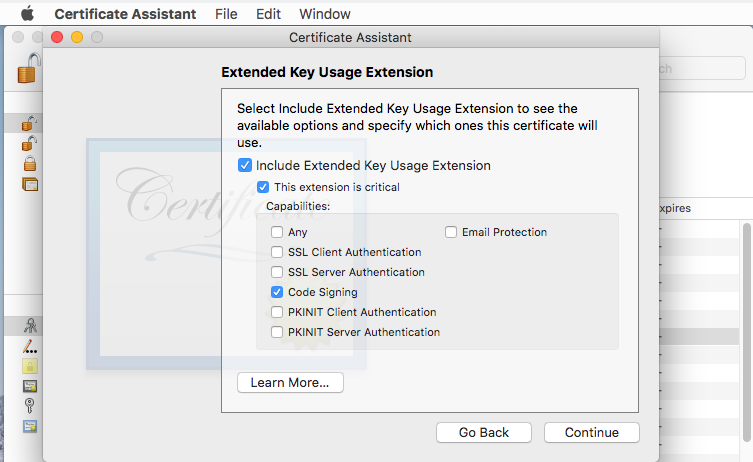 Certificate Assistant File Edit Window
Certificate Assistant
ch
Extended Key Usage Extension
Select Include Extended Key Usage Extension to see the
available options and specify which ones this certificate will
use.
Include Extended Key Usage Extension
This extension is critical
Certificate
Capabilities:
xpires
Any
Email Protection
SSL Client Authentication
SSL Server Authentication
Code Signing
PKINIT Client Authentication
PKINIT Server Authentication
Learn More...
Go Back
Continue